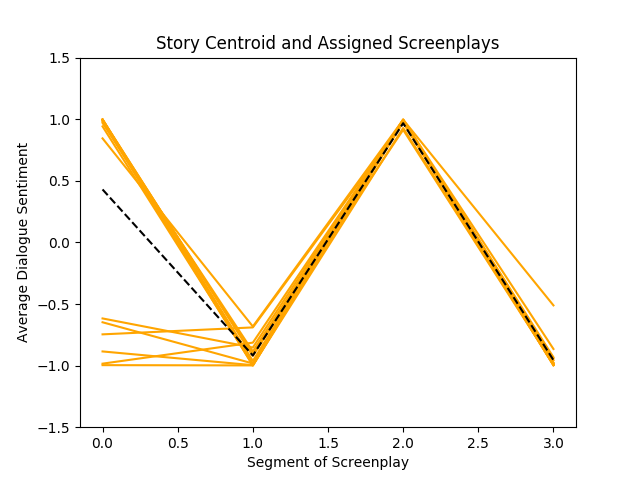 Story Centroid and Assigned Screenplays
1.5
1.0
0.5
0.0
−0.5
−1.0
−1.5
Average Dialogue Sentiment
0.0 0.5 1.0 1.5 2.0 2.5 3.0
Segment of Screenplay